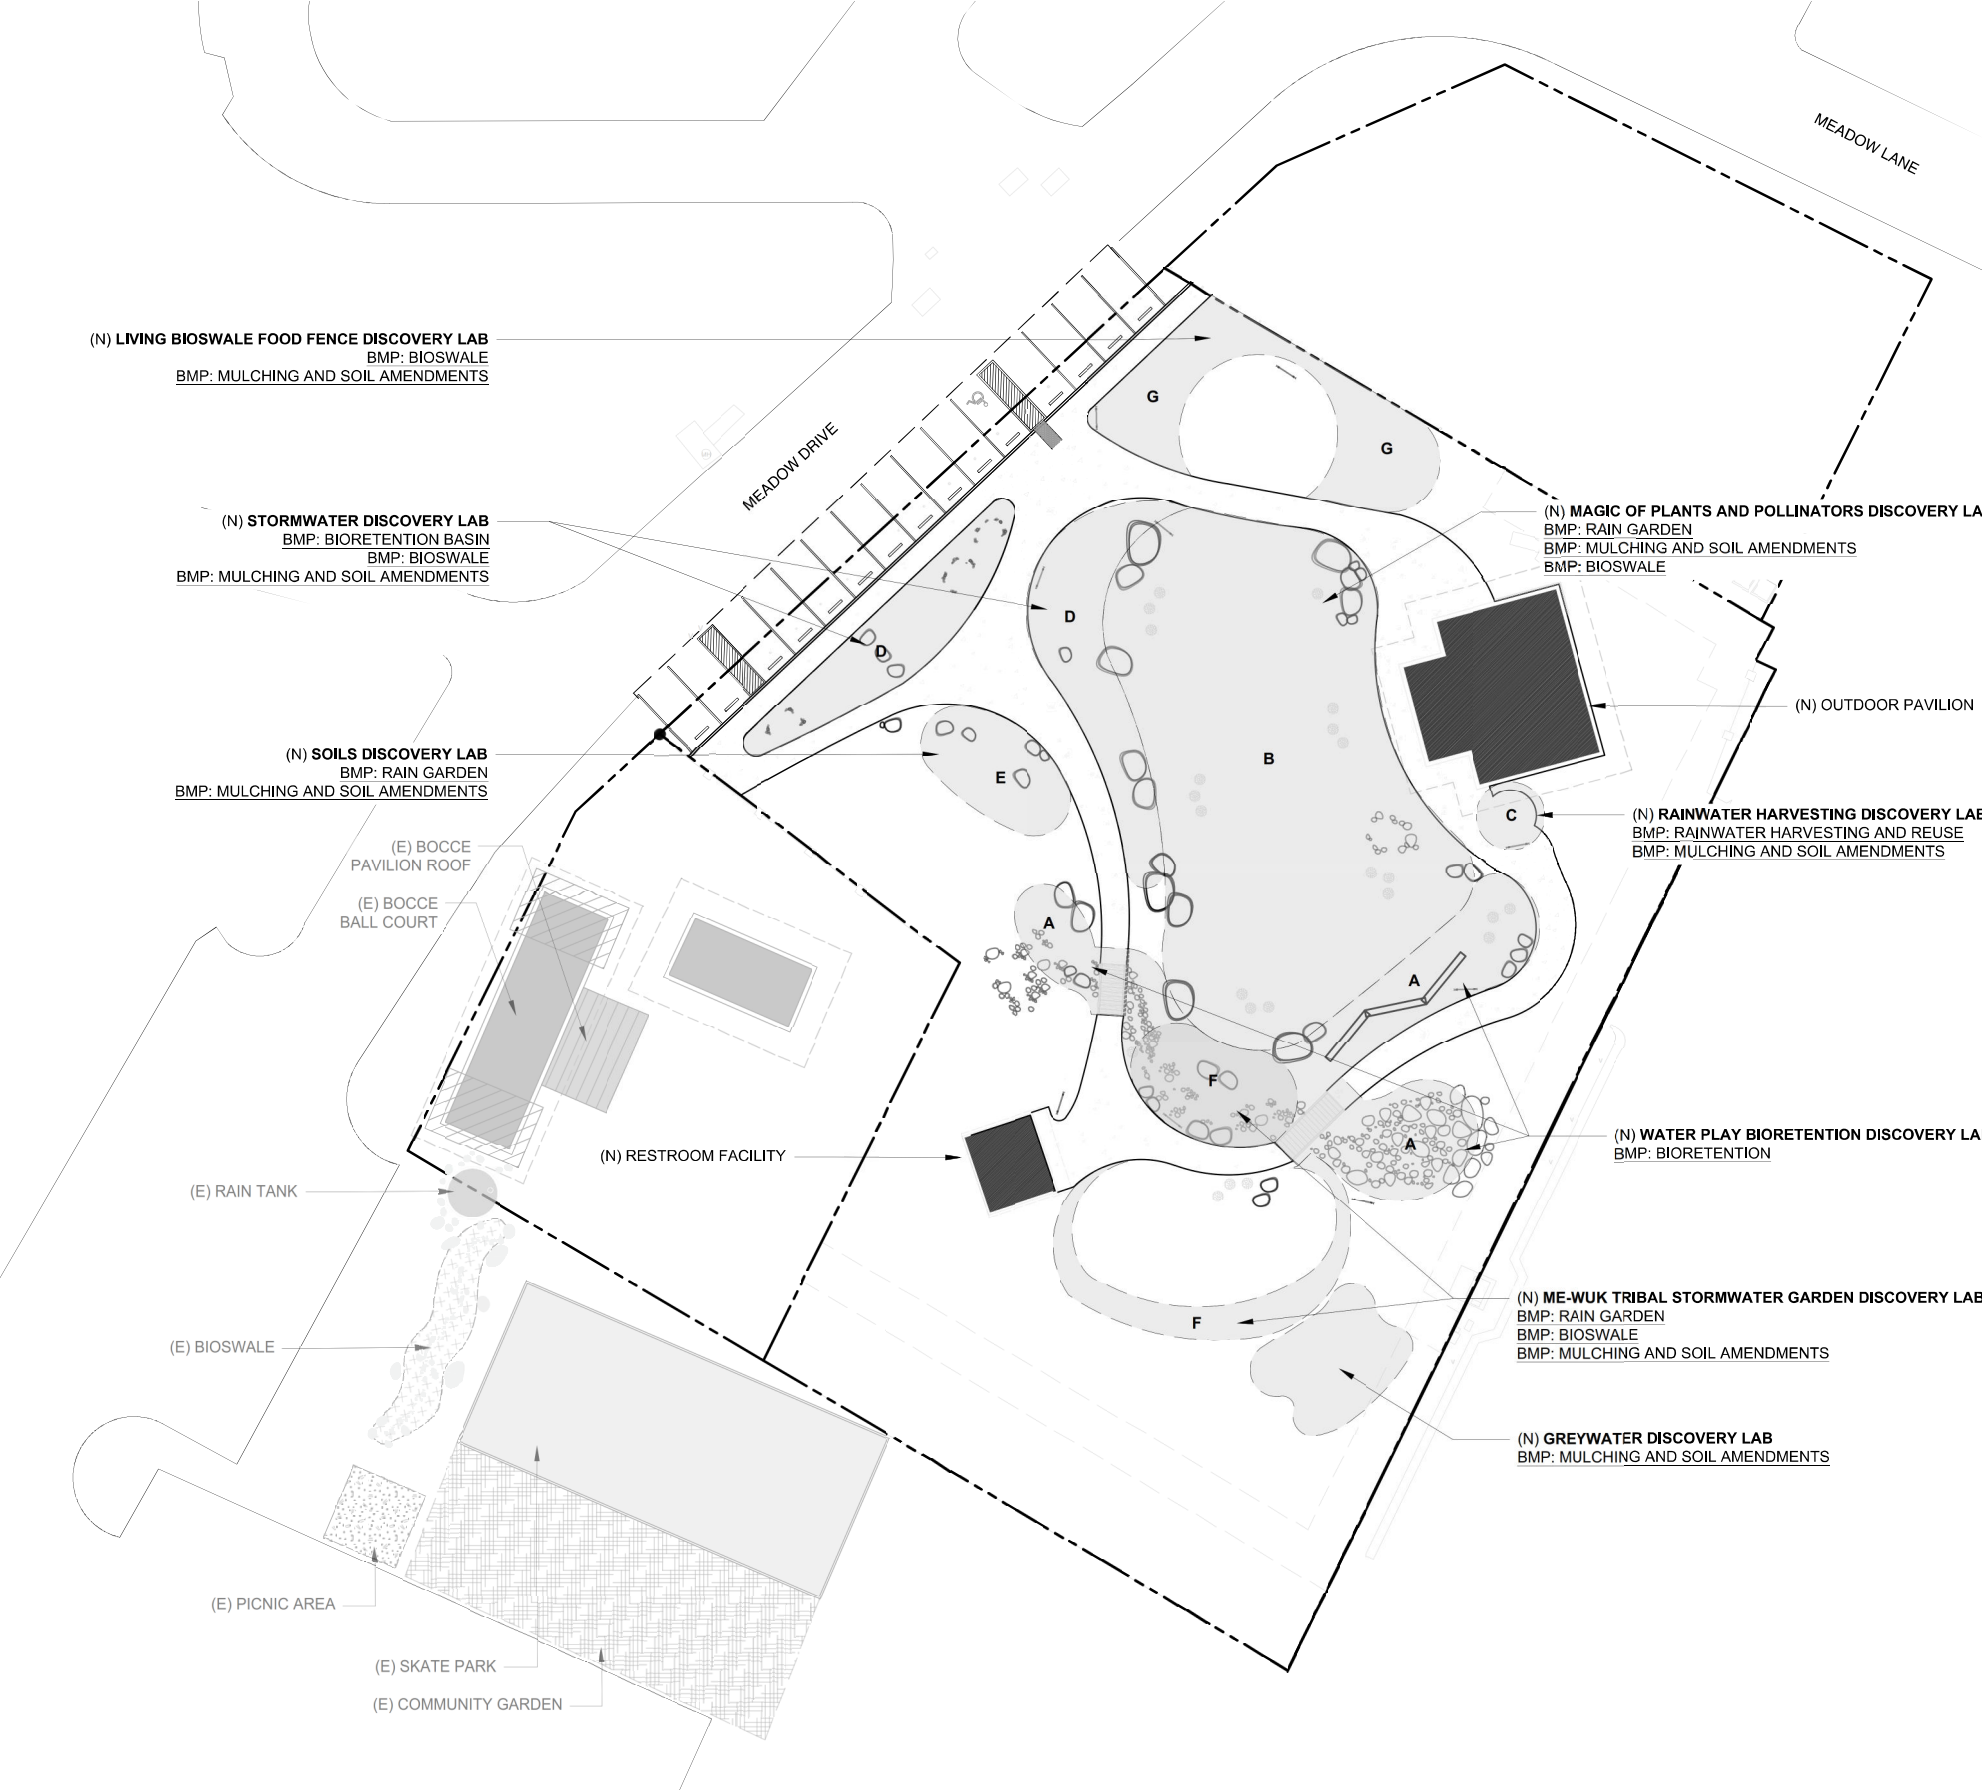 MEADOW LANE
(N) LIVING BIOSWALE FOOD FENCE DISCOVERY LAB
BMP: BIOSWALE
BMP: MULCHING AND SOIL AMENDMENTS
G
G
MEADOW DRIVE
(N) STORMWATER DISCOVERY LAB
BMP: BIORETENTION BASIN
BMP: BIOSWALE
BMP: MULCHING AND SOIL AMENDMENTS
(N) MAGIC OF PLANTS AND POLLINATORS DISCOVERY LA
BMP: RAIN GARDEN
BMP: MULCHING AND SOIL AMENDMENTS
BMP: BIOSWALE
D
D
(N) OUTDOOR PAVILION
(N) SOILS DISCOVERY LAB
BMP: RAIN GARDEN
BMP: MULCHING AND SOIL AMENDMENTS
E
B
C
(N) RAINWATER HARVESTING DISCOVERY LAB
BMP: RAINWATER HARVESTING AND REUSE
BMP: MULCHING AND SOIL AMENDMENTS
(E) BOCCE
PAVILION ROOF
(E) BOCCE
BALL COURT
A
A
F
(N) RESTROOM FACILITY
A
(N) WATER PLAY BIORETENTION DISCOVERY LA
BMP: BIORETENTION
(E) RAIN TANK
(N) ME-WUK TRIBAL STORMWATER GARDEN DISCOVERY LAB
BMP: RAIN GARDEN
BMP: BIOSWALE
BMP: MULCHING AND SOIL AMENDMENTS
F
(E) BIOSWALE
(N) GREYWATER DISCOVERY LAB
BMP: MULCHING AND SOIL AMENDMENTS
(E) PICNIC AREA
(E) SKATE PARK
(E) COMMUNITY GARDEN